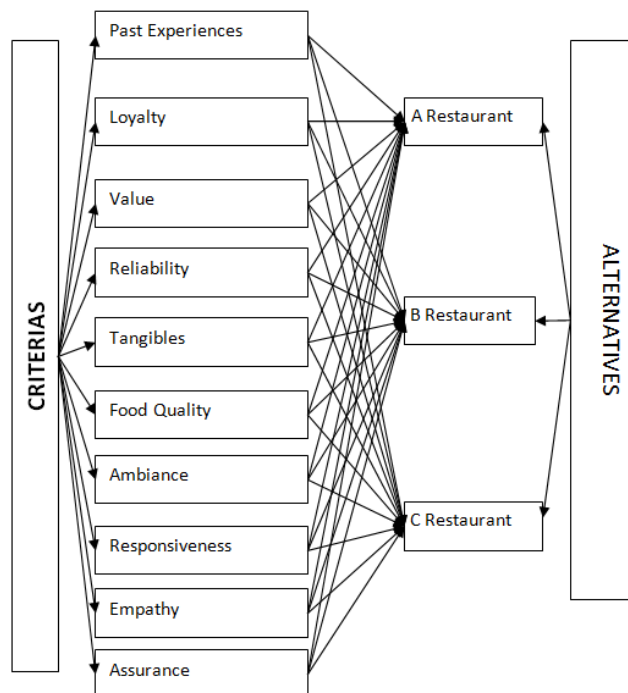 CRITERIAS
Past Experiences
Loyalty
Value
Reliability
Tangibles
Food Quality
Ambiance
Responsiveness
Empathy
Assurance
A Restaurant
B Restaurant
C Restaurant
ALTERNATIVES